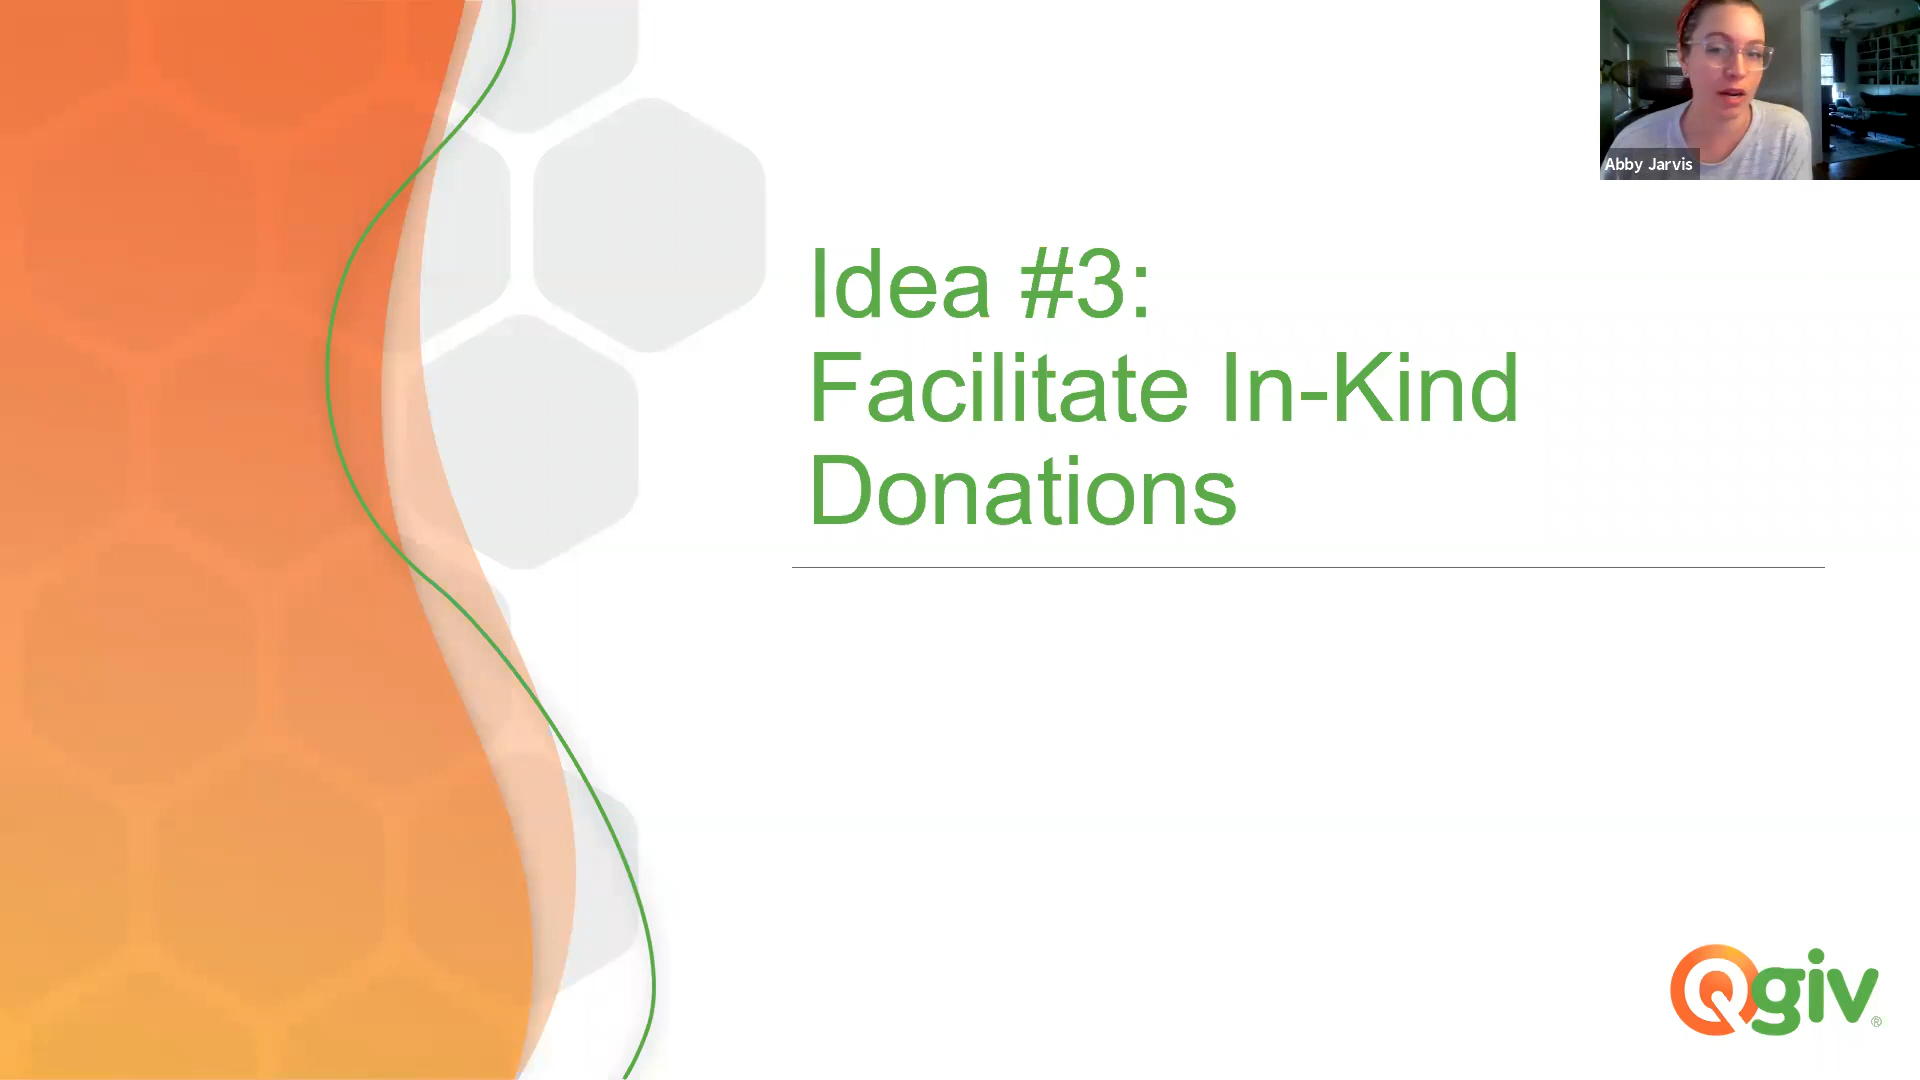 Abby Jarvis
Idea #3:
Facilitate In-Kind
Donations
Qgiv®